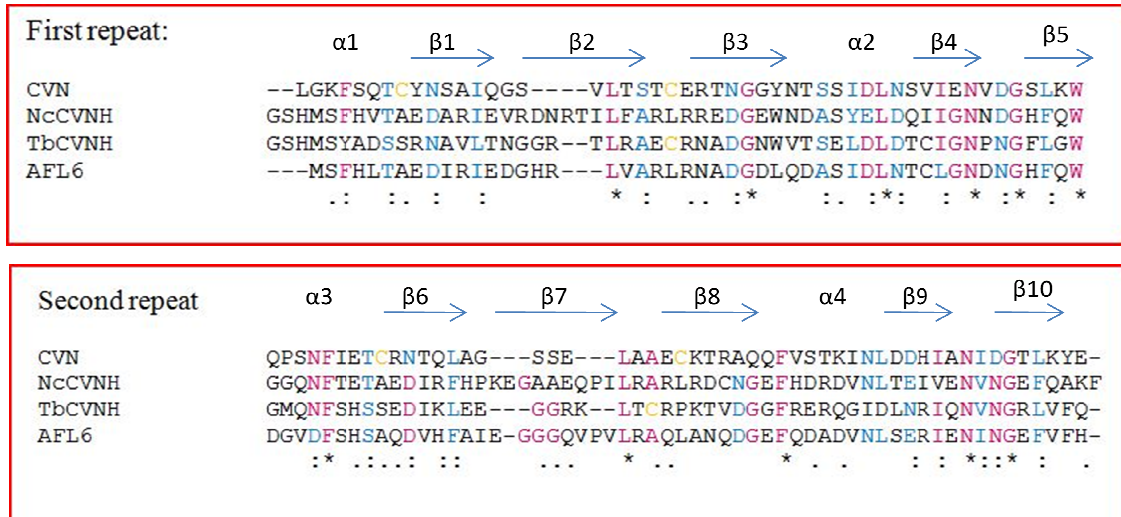 First repeat:
α1 β1 β2 β3 α2 β4 β5
CVN --LGKFSQTCYNSAIQGS----VLTSTCERTNGGYNTSSIDLNSVIENVDGSLKW
NcCVNH GSHMSFHVTAEDARIEVRDNRTILFARLRREDGEWNDASYELDQIIGNNDGHFQW
TbCVNH GSHMSYADSSRNAVLTNGGR--TLRAECRNADGNWVTSELDLDTCIGNPNGFLGW
AFL6 ---MSFHLTAEDIRIEDGHR---LVARLRNADGDLQDASIDLNTCLGNDNGHFQW
.: :. : : * : .. :* :. :*: : * :* : *
Second repeat
α3 β6 β7 β8 α4 β9 β10
CVN QPSNFIETCRNTQLAG---SSE---LAAECKTRAQQFVSTKINLDDHIANIDGTLKYE-
NcCVNH GGQNFTETAEDIRFHPKEGAAEQPILRARLRDCNGEFHDRDVNLTEIVENVNGEFQAKF
TbCVNH GMQNFSHSSEDIKLEE---GGRK--LTCRPKTVDGGFRERQGIDLNRIQNVNGRLVFQ-
AFL6 DGVDFSHSAQDVHFAIE-GGGQVPVLRAQLANQDGEFQDADVNLSERIENINGEFVFH-
:* .:..: :: ... * .. * . . : : *::* : .